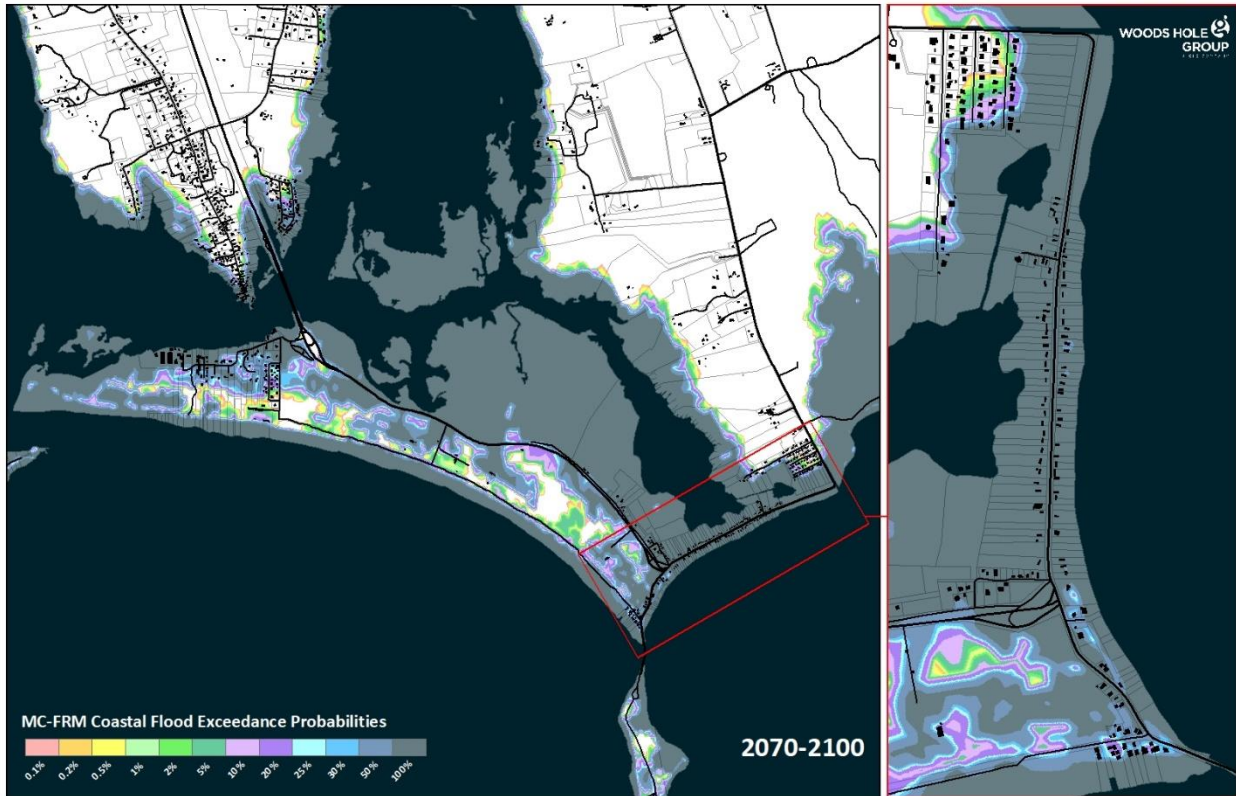 WOODS HOLE
GROUP
MC-FRM Coastal Flood Exceedance Probabilities
0.1% 0.2% 0.5% 1% 2% 5% 10% 20% 25% 30% 50% 100%
2070-2100